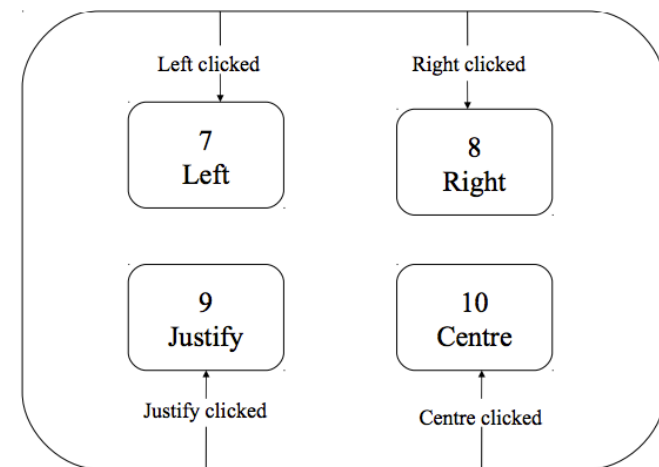 Left clicked
Right clicked
7
Left
8
Right
9
Justify
10
Centre
Justify clicked
Centre clicked